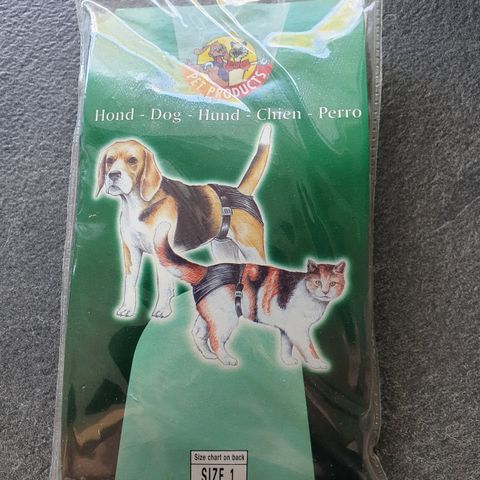 PET PRODUCTS
Hond - Dog - Hund - Chien - Perro
Size chart on back
SIZE 1